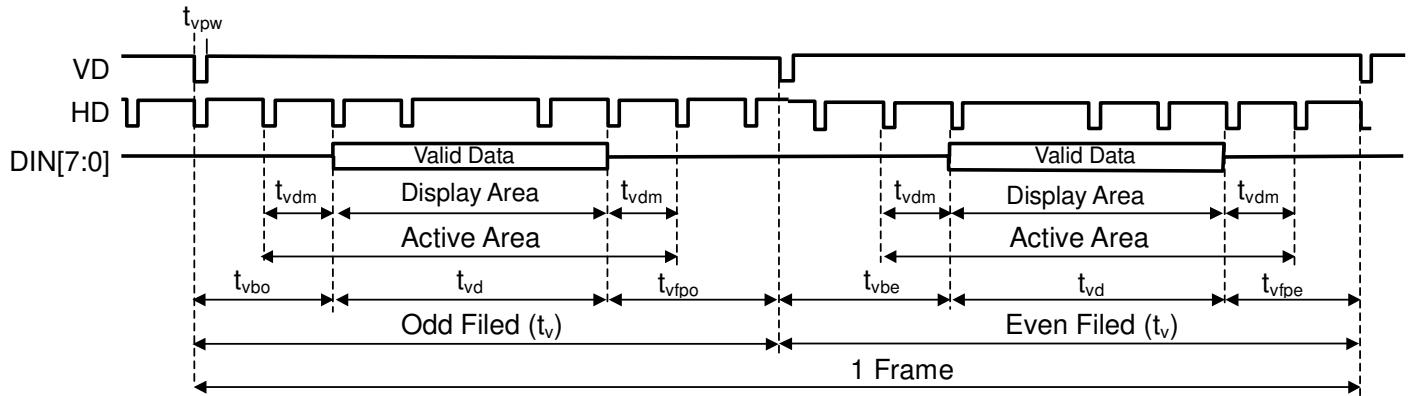 tvpw
VD
HD
DIN[7:0] Valid Data Valid Data
tvdm Display Area tvdm tvdm Display Area tvdm
Active Area Active Area
tvbo tvd tvfpo tvbe tvd tvfpe
Odd Filed (tv) Even Filed (tv)
1 Frame